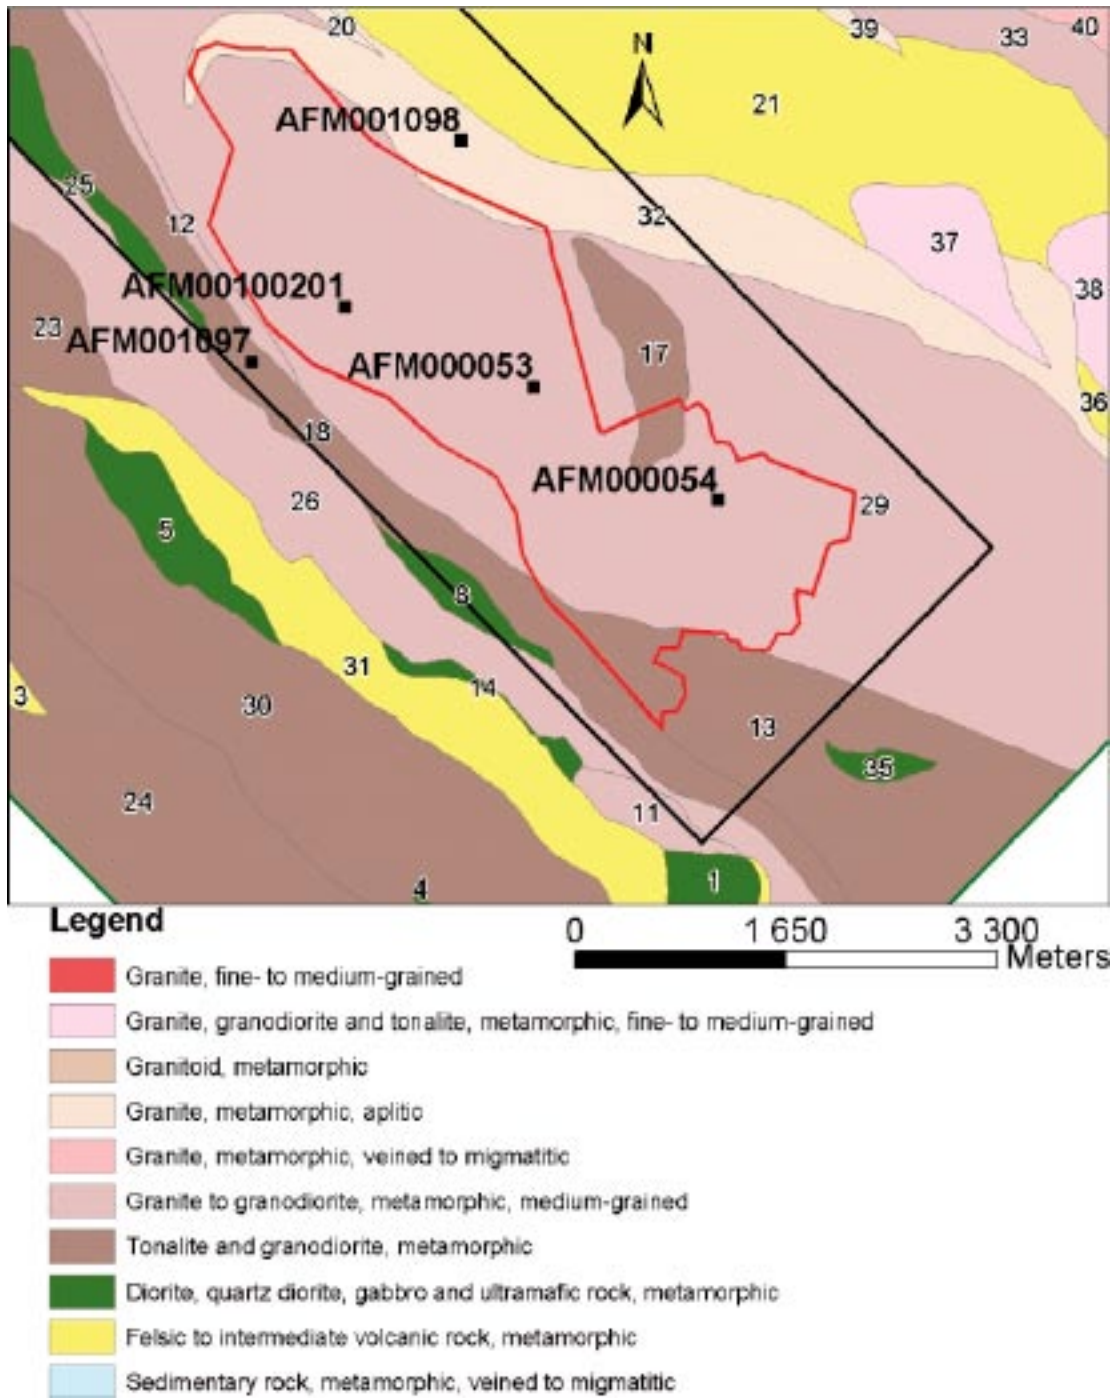 20
39
33
40
N
21
AFM001098
25
12
32
37
38
AFM00100201
23
AFM001097
17
AFM000053
36
18
AFM000054
26
29
5
8
31
14
3
30
13
35
24
11
4
1
Legend
0 1 650 3 300
Meters
Granite, fine- to medium-grained
Granite, granodiorite and tonalite, metamorphic, fine- to medium-grained
Granitoid, metamorphic
Granite, metamorphic, aplitic
Granite, metamorphic, veined to migmatitic
Granite to granodiorite, metamorphic, medium-grained
Tonalite and granodiorite, metamorphic
Diorite, quartz diorite, gabbro and ultramafic rock, metamorphic
Felsic to intermediate volcanic rock, metamorphic
Sedimentary rock, metamorphic, veined to migmatitic